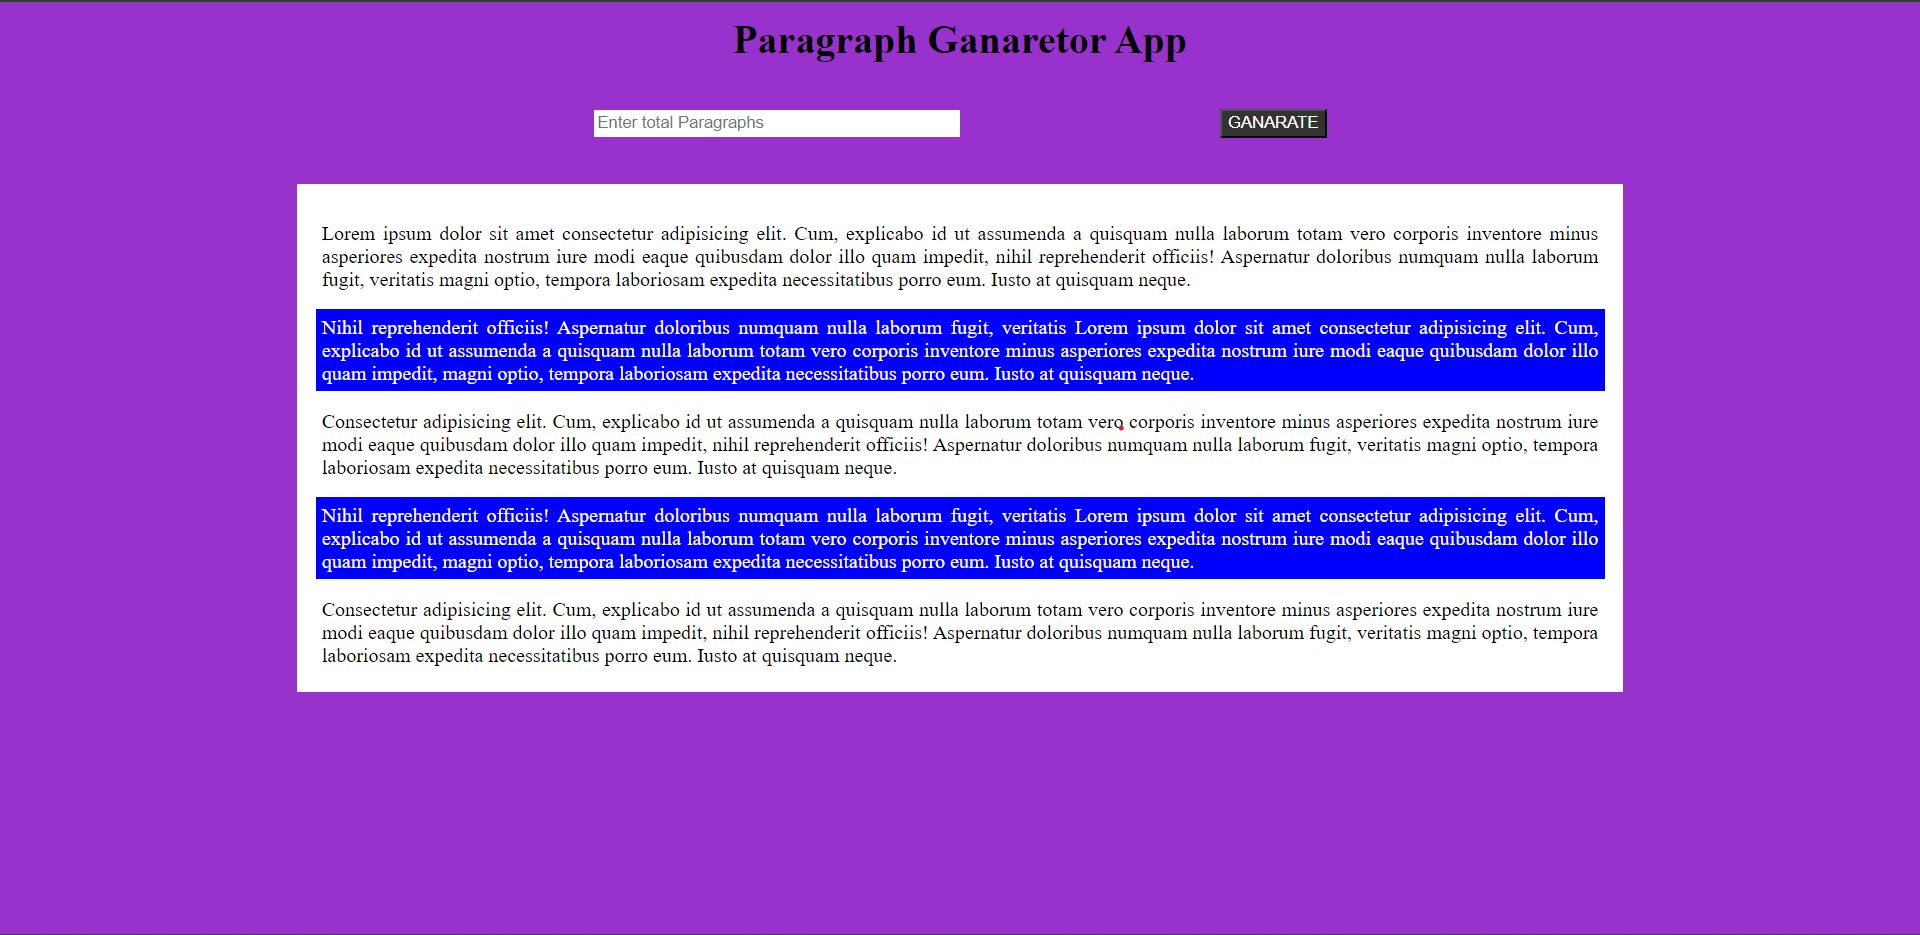 Paragraph Ganaretor App
Enter total Paragraphs
GANARATE
Lorem ipsum dolor sit amet consectetur adipisicing elit. Cum, explicabo id ut assumenda a quisquam nulla laborum totam vero corporis inventore minus
asperiores expedita nostrum iure modi eaque quibusdam dolor illo quam impedit, nihil reprehenderit officiis! Aspernatur doloribus numquam nulla laborum
fugit, veritatis magni optio, tempora laboriosam expedita necessitatibus porro eum. Iusto at quisquam neque.
Nihil reprehenderit officiis! Aspernatur doloribus numquam nulla laborum fugit, veritatis Lorem ipsum dolor sit amet consectetur adipisicing elit. Cum,
explicabo id ut assumenda a quisquam nulla laborum totam vero corporis inventore minus asperiores expedita nostrum iure modi eaque quibusdam dolor illo
quam impedit, magni optio, tempora laboriosam expedita necessitatibus porro eum. Iusto at quisquam neque.
Consectetur adipisicing elit. Cum, explicabo id ut assumenda a quisquam nulla laborum totam vero corporis inventore minus asperiores expedita nostrum iure
modi eaque quibusdam dolor illo quam impedit, nihil reprehenderit officiis! Aspernatur doloribus numquam nulla laborum fugit, veritatis magni optio, tempora
laboriosam expedita necessitatibus porro eum. Iusto at quisquam neque.
Nihil reprehenderit officiis! Aspernatur doloribus numquam nulla laborum fugit, veritatis Lorem ipsum dolor sit amet consectetur adipisicing elit. Cum,
explicabo id ut assumenda a quisquam nulla laborum totam vero corporis inventore minus asperiores expedita nostrum iure modi eaque quibusdam dolor illo
quam impedit, magni optio, tempora laboriosam expedita necessitatibus porro eum. Iusto at quisquam neque.
Consectetur adipisicing elit. Cum, explicabo id ut assumenda a quisquam nulla laborum totam vero corporis inventore minus asperiores expedita nostrum iure
modi eaque quibusdam dolor illo quam impedit, nihil reprehenderit officiis! Aspernatur doloribus numquam nulla laborum fugit, veritatis magni optio, tempora
laboriosam expedita necessitatibus porro eum. Iusto at quisquam neque.